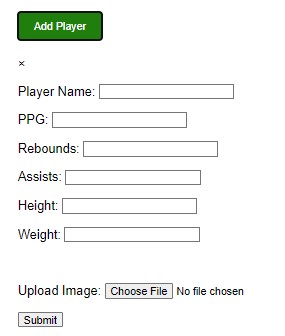 Add Player
×
Player Name:
PPG:
Rebounds:
Assists:
Height:
Weight:
Upload Image: Choose File No file chosen
Submit